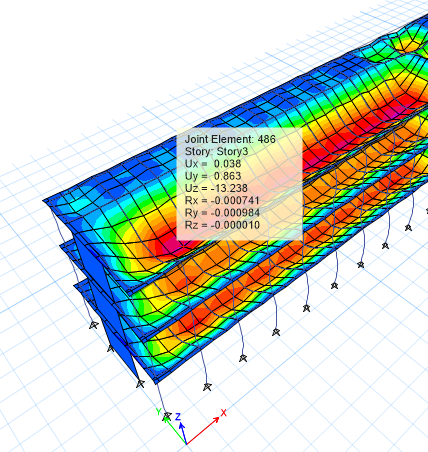 Joint Element: 486
Story: Story3
Ux = 0.038
Uy = 0.863
Uz = -13.238
Rx = -0.000741
Ry = -0.000984
Rz = -0.000010
Y Z X